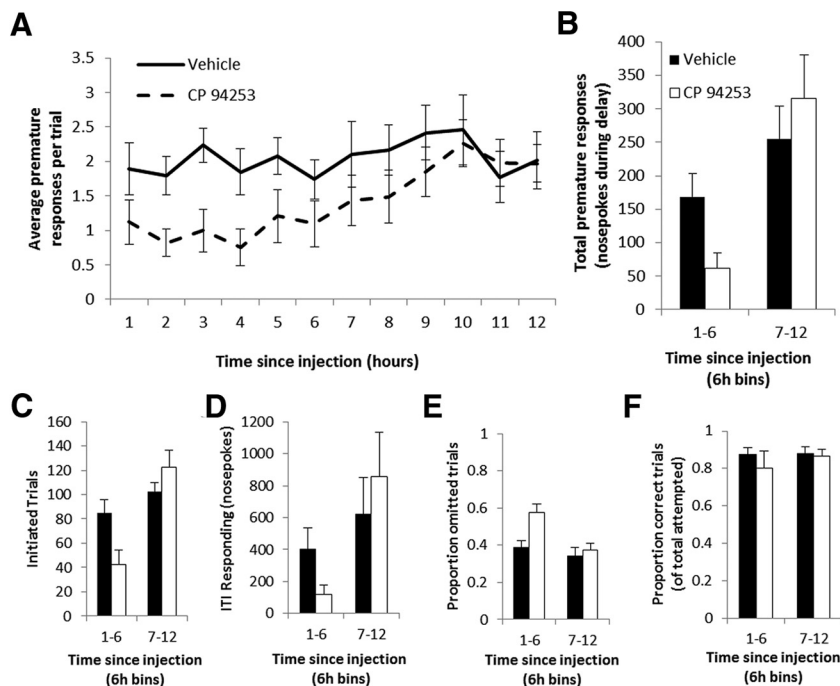 A
3.5
3
2.5
2
1.5
1
0.5
0
Average premature
responses per trial
Vehicle
CP 94253
1 2 3 4 5 6 7 8 9 10 11 12
Time since injection (hours)
B
400
350
300
250
200
150
100
50
0
Total premature responses
(nosepokes during delay)
Vehicle
CP 94253
1-6 7-12
Time since injection
(6h bins)
C
160
140
120
100
80
60
40
20
0
Initiated Trials
1-6 7-12
Time since injection
(6h bins)
D
1200
1000
800
600
400
200
0
ITI Responding (nosepokes)
1-6 7-12
Time since injection
(6h bins)
E
1
0.8
0.6
0.4
0.2
0
Proportion omitted trials
1-6 7-12
Time since injection
(6h bins)
F
1
0.8
0.6
0.4
0.2
0
Proportion correct trials
(of total attempted)
1-6 7-12
Time since injection
(6h bins)